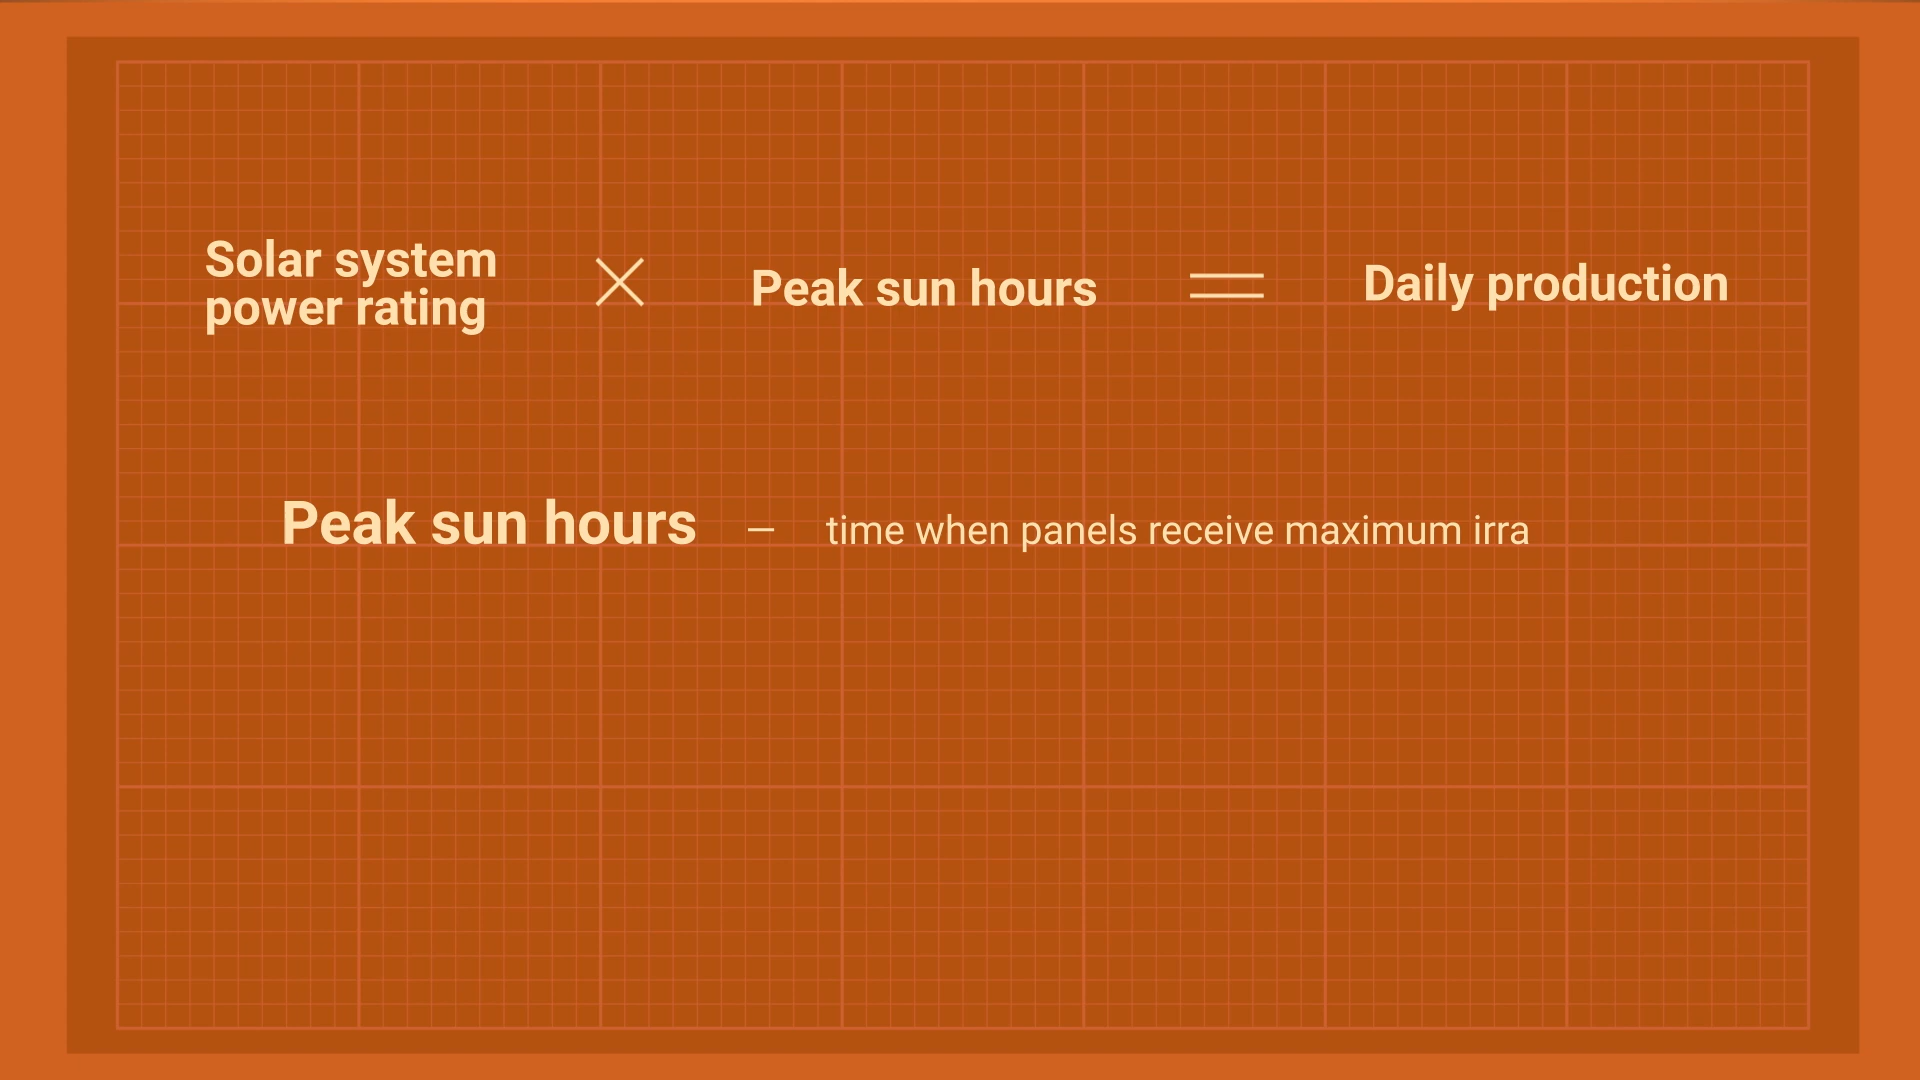 Solar system
power rating
× Peak sun hours = Daily production
Peak sun hours – time when panels receive maximum irra